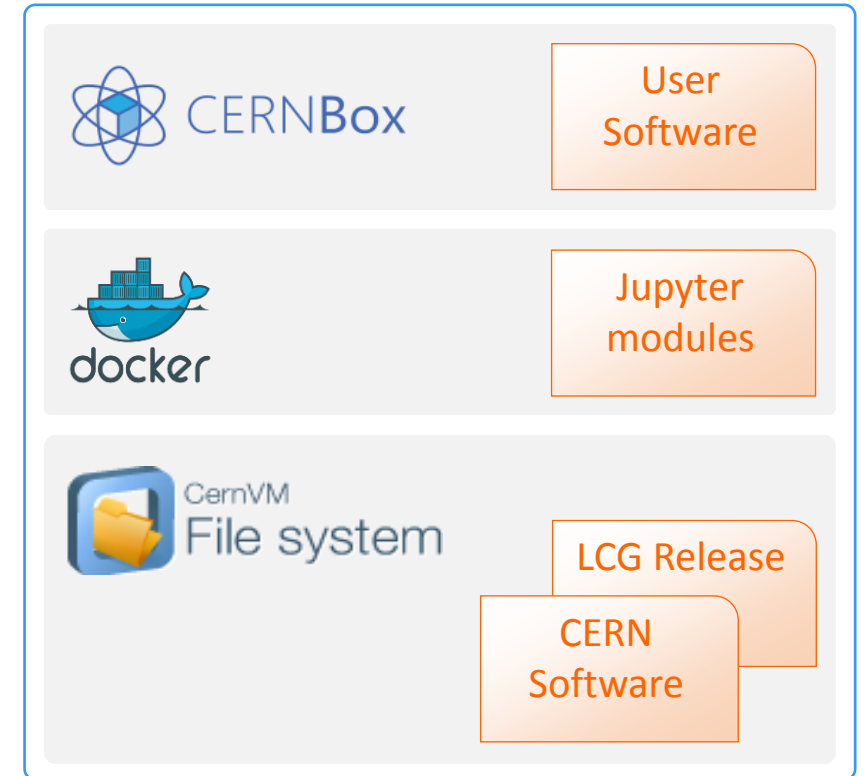 CERNBox
User
Software
docker
Jupyter
modules
CernVM
File system
LCG Release
CERN
Software